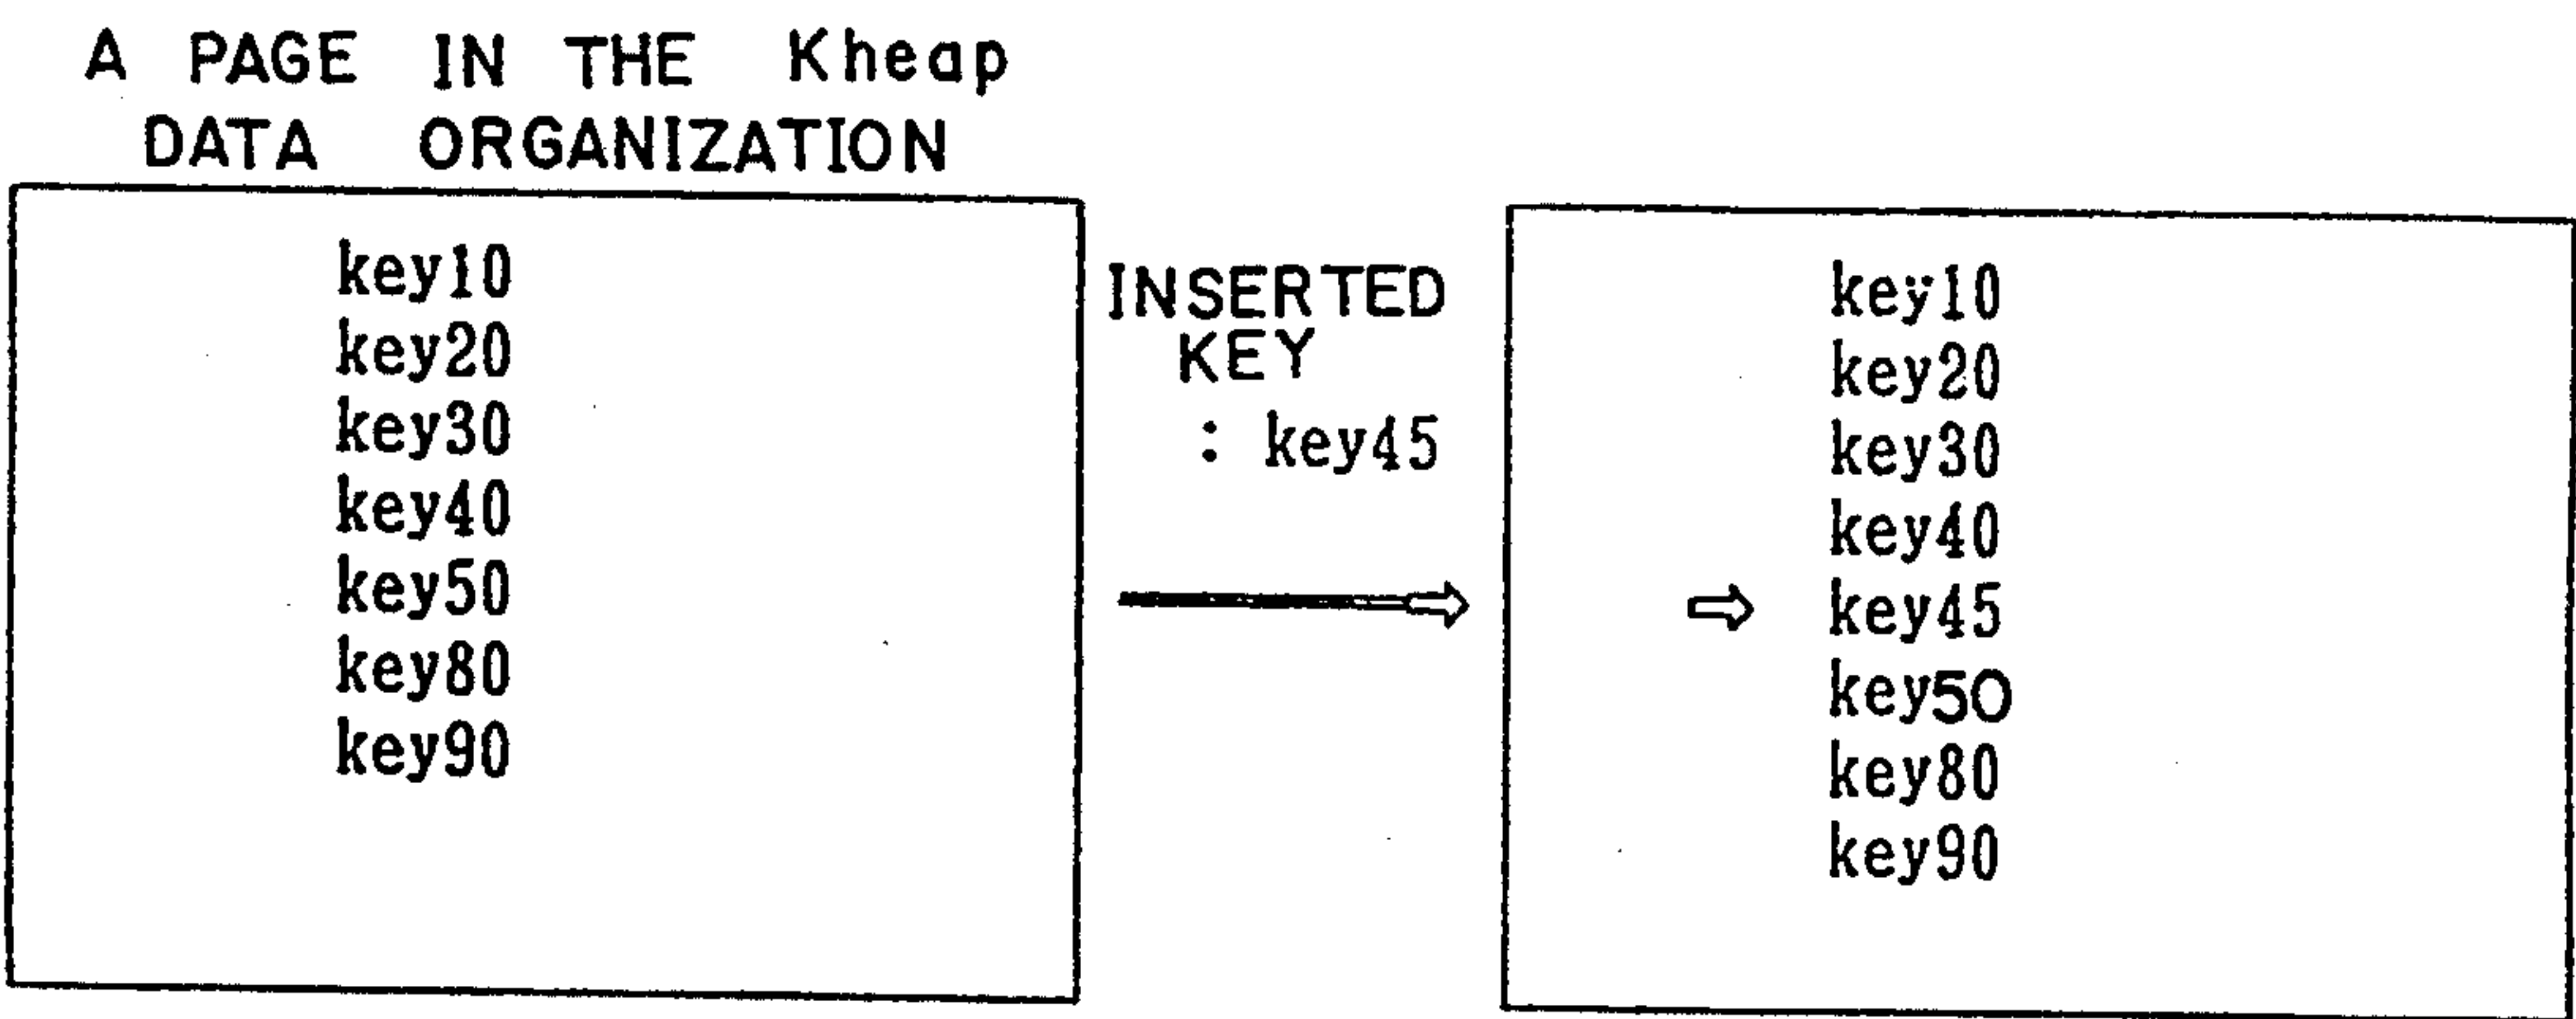 A PAGE IN THE Kheap
DATA ORGANIZATION
key10
key20
key30
key40
key50
key80
key90
INSERTED
KEY
: key45
key10
key20
key30
key40
key45
key50
key80
key90